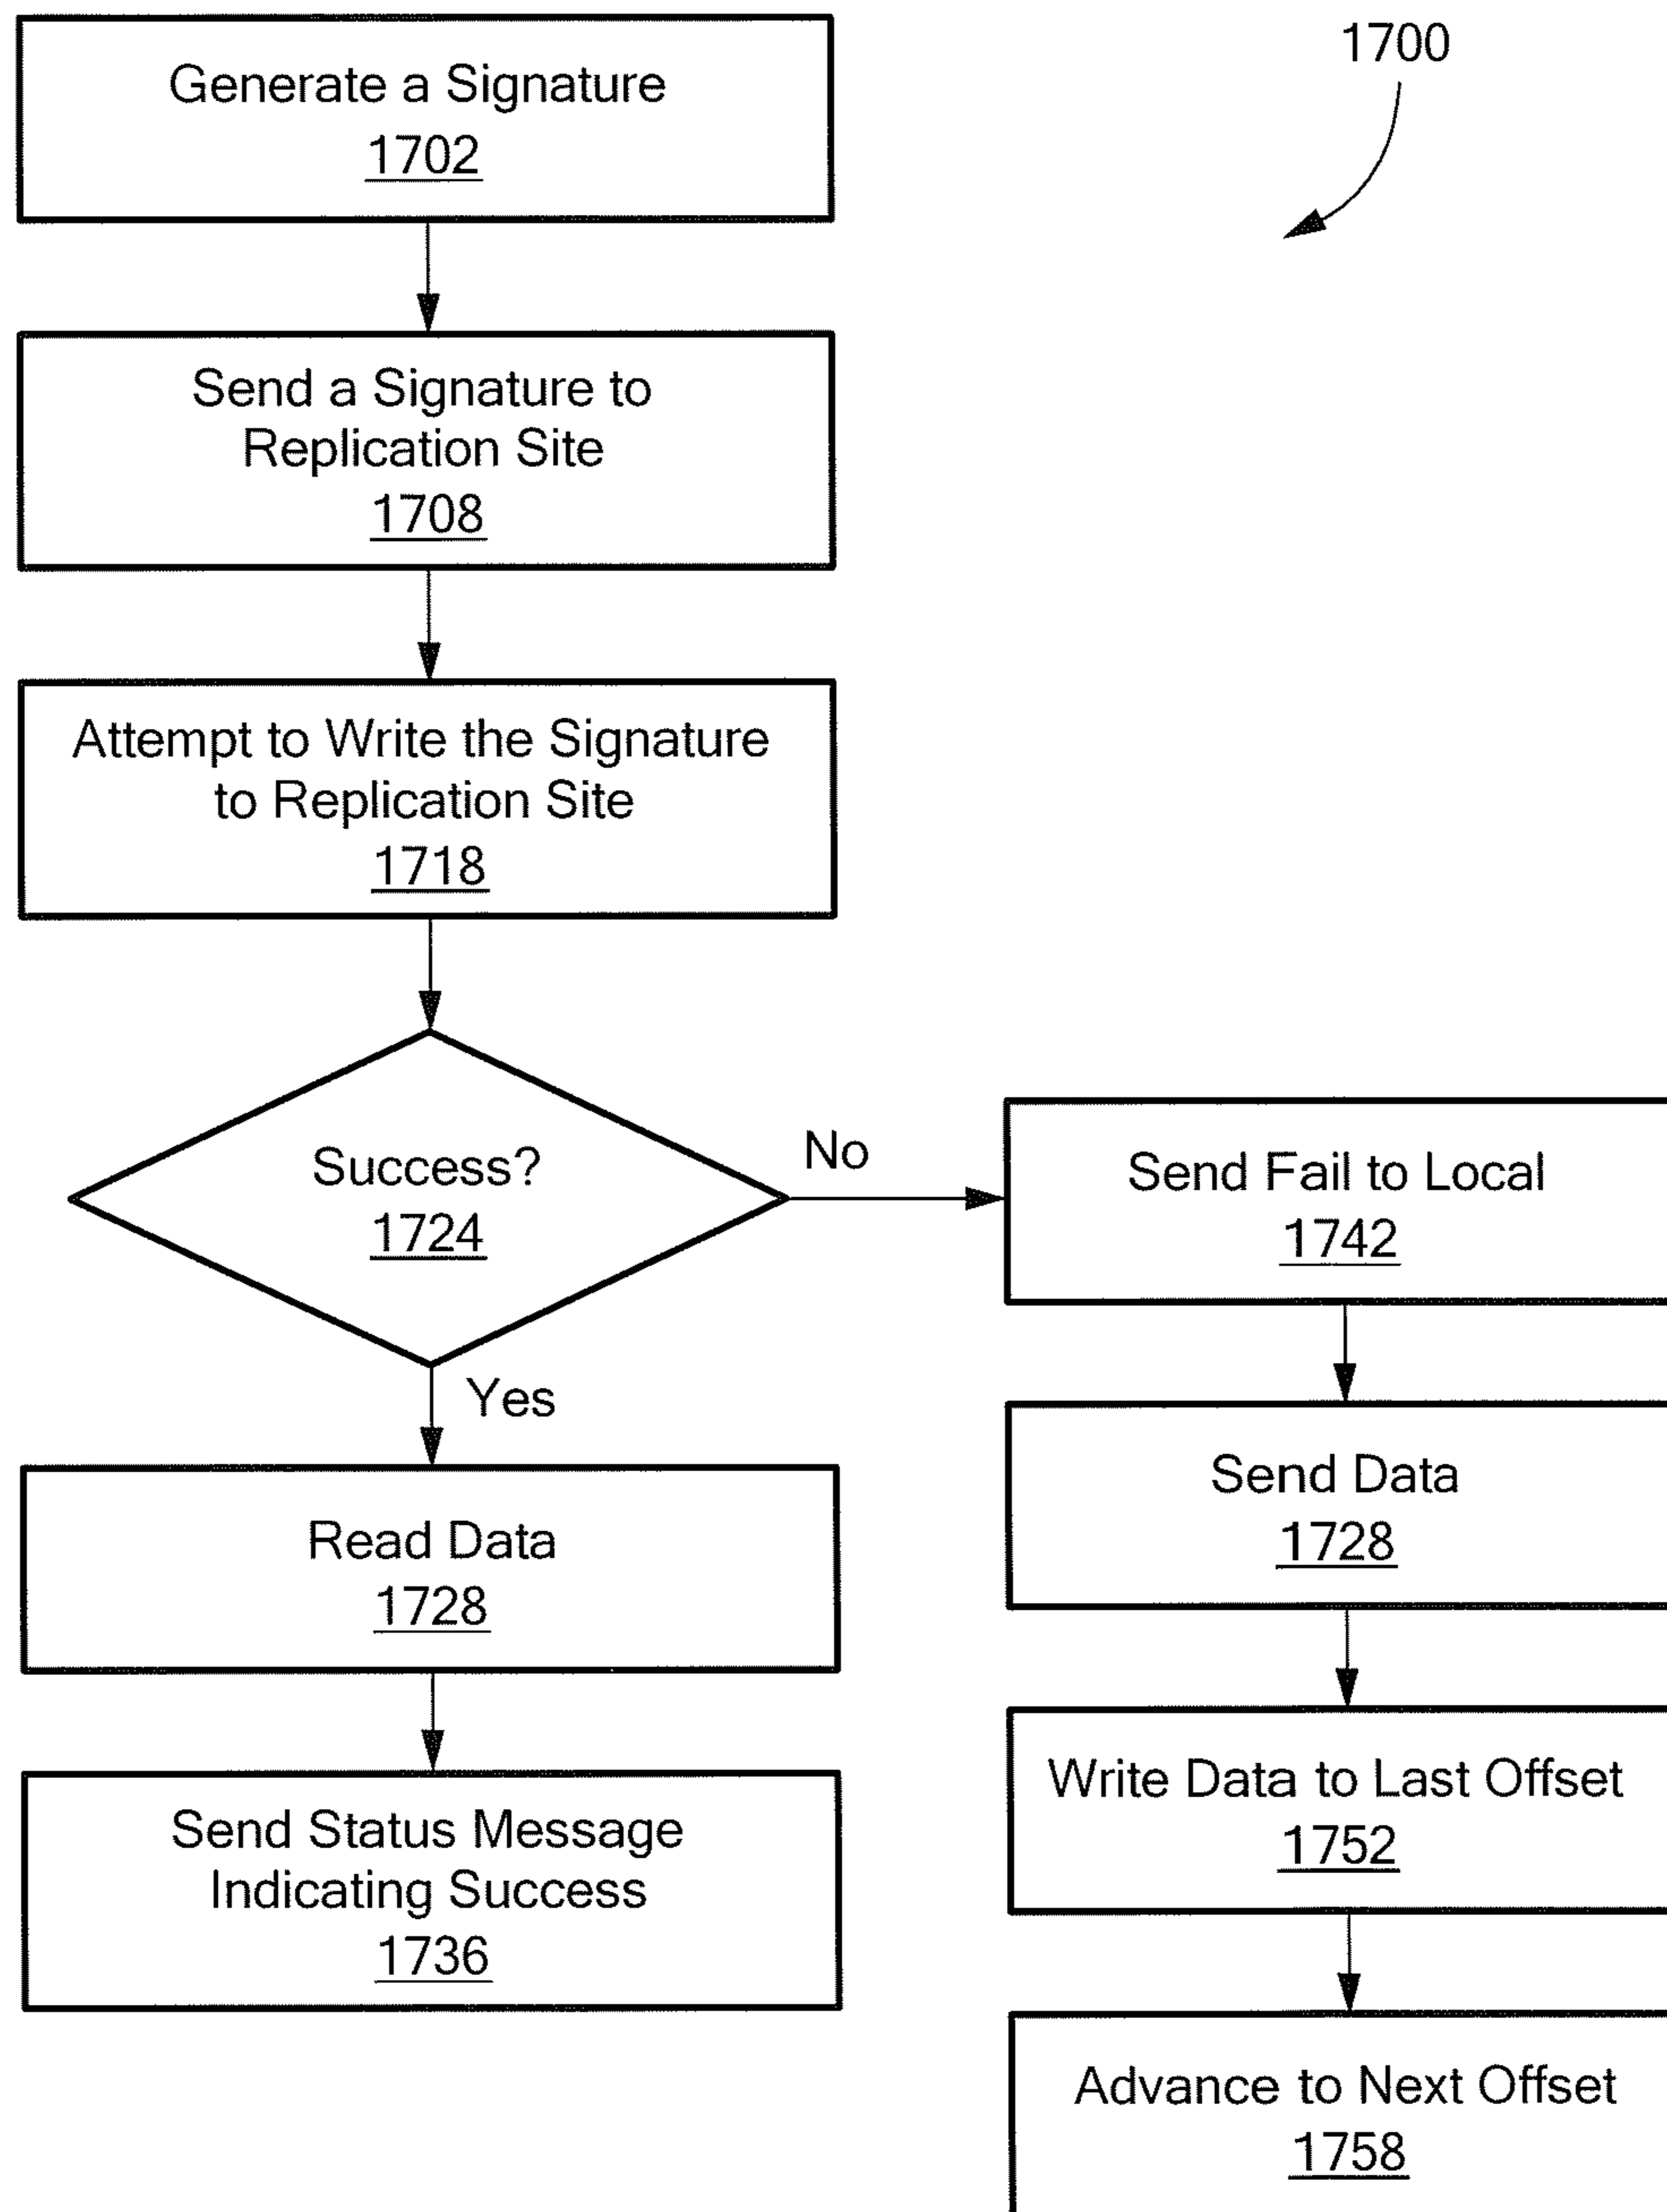 1700
Generate a Signature
1702
Send a Signature to
Replication Site
1708
Attempt to Write the Signature
to Replication Site
1718
Success?
1724
No
Yes
Read Data
1728
Send Status Message
Indicating Success
1736
Send Fail to Local
1742
Send Data
1728
Write Data to Last Offset
1752
Advance to Next Offset
1758